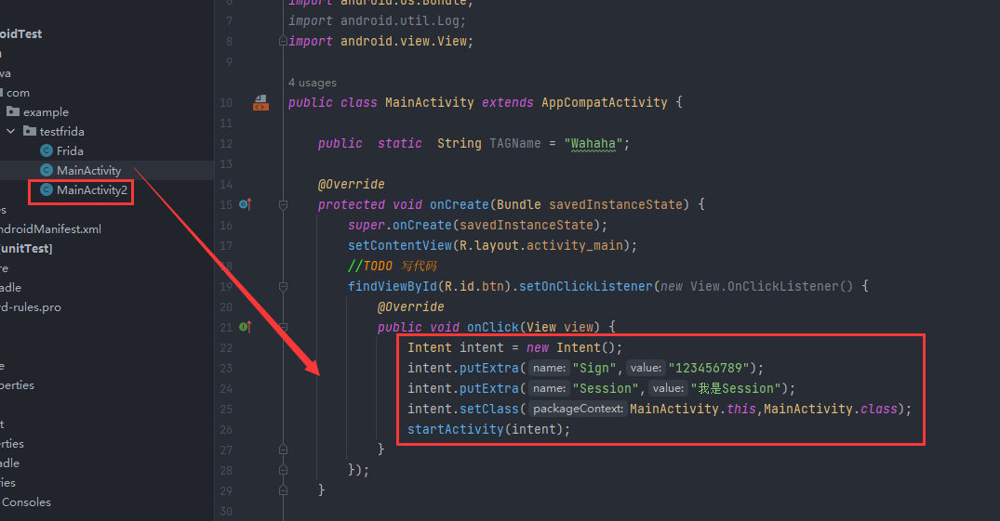 oidTest
va
com
example
testfrida
Frida
MainActivity
MainActivity2
es
ndroidManifest.xml
[unitTest]
re
adle
rd-rules.pro
e
operties
t
rties
adle
ries
Consoles
6 import android.os.Bundle;
7 import android.util.Log;
8 import android.view.View;
9
4 usages
10 public class MainActivity extends AppCompatActivity {
11
12 public static String TAGName = "Wahaha";
13
14 @Override
15 protected void onCreate(Bundle savedInstanceState) {
16 super.onCreate(savedInstanceState);
17 setContentView(R.layout.activity_main);
18 //TODO 写代码
19 findViewById(R.id.btn).setOnClickListener(new View.OnClickListener() {
20 @Override
21 public void onClick(View view) {
22 Intent intent = new Intent();
23 intent.putExtra( name: "Sign", value: "123456789");
24 intent.putExtra( name: "Session", value: "我是Session");
25 intent.setClass( packageContext: MainActivity.this,MainActivity.class);
26 startActivity(intent);
27 }
28 });
29 }
30